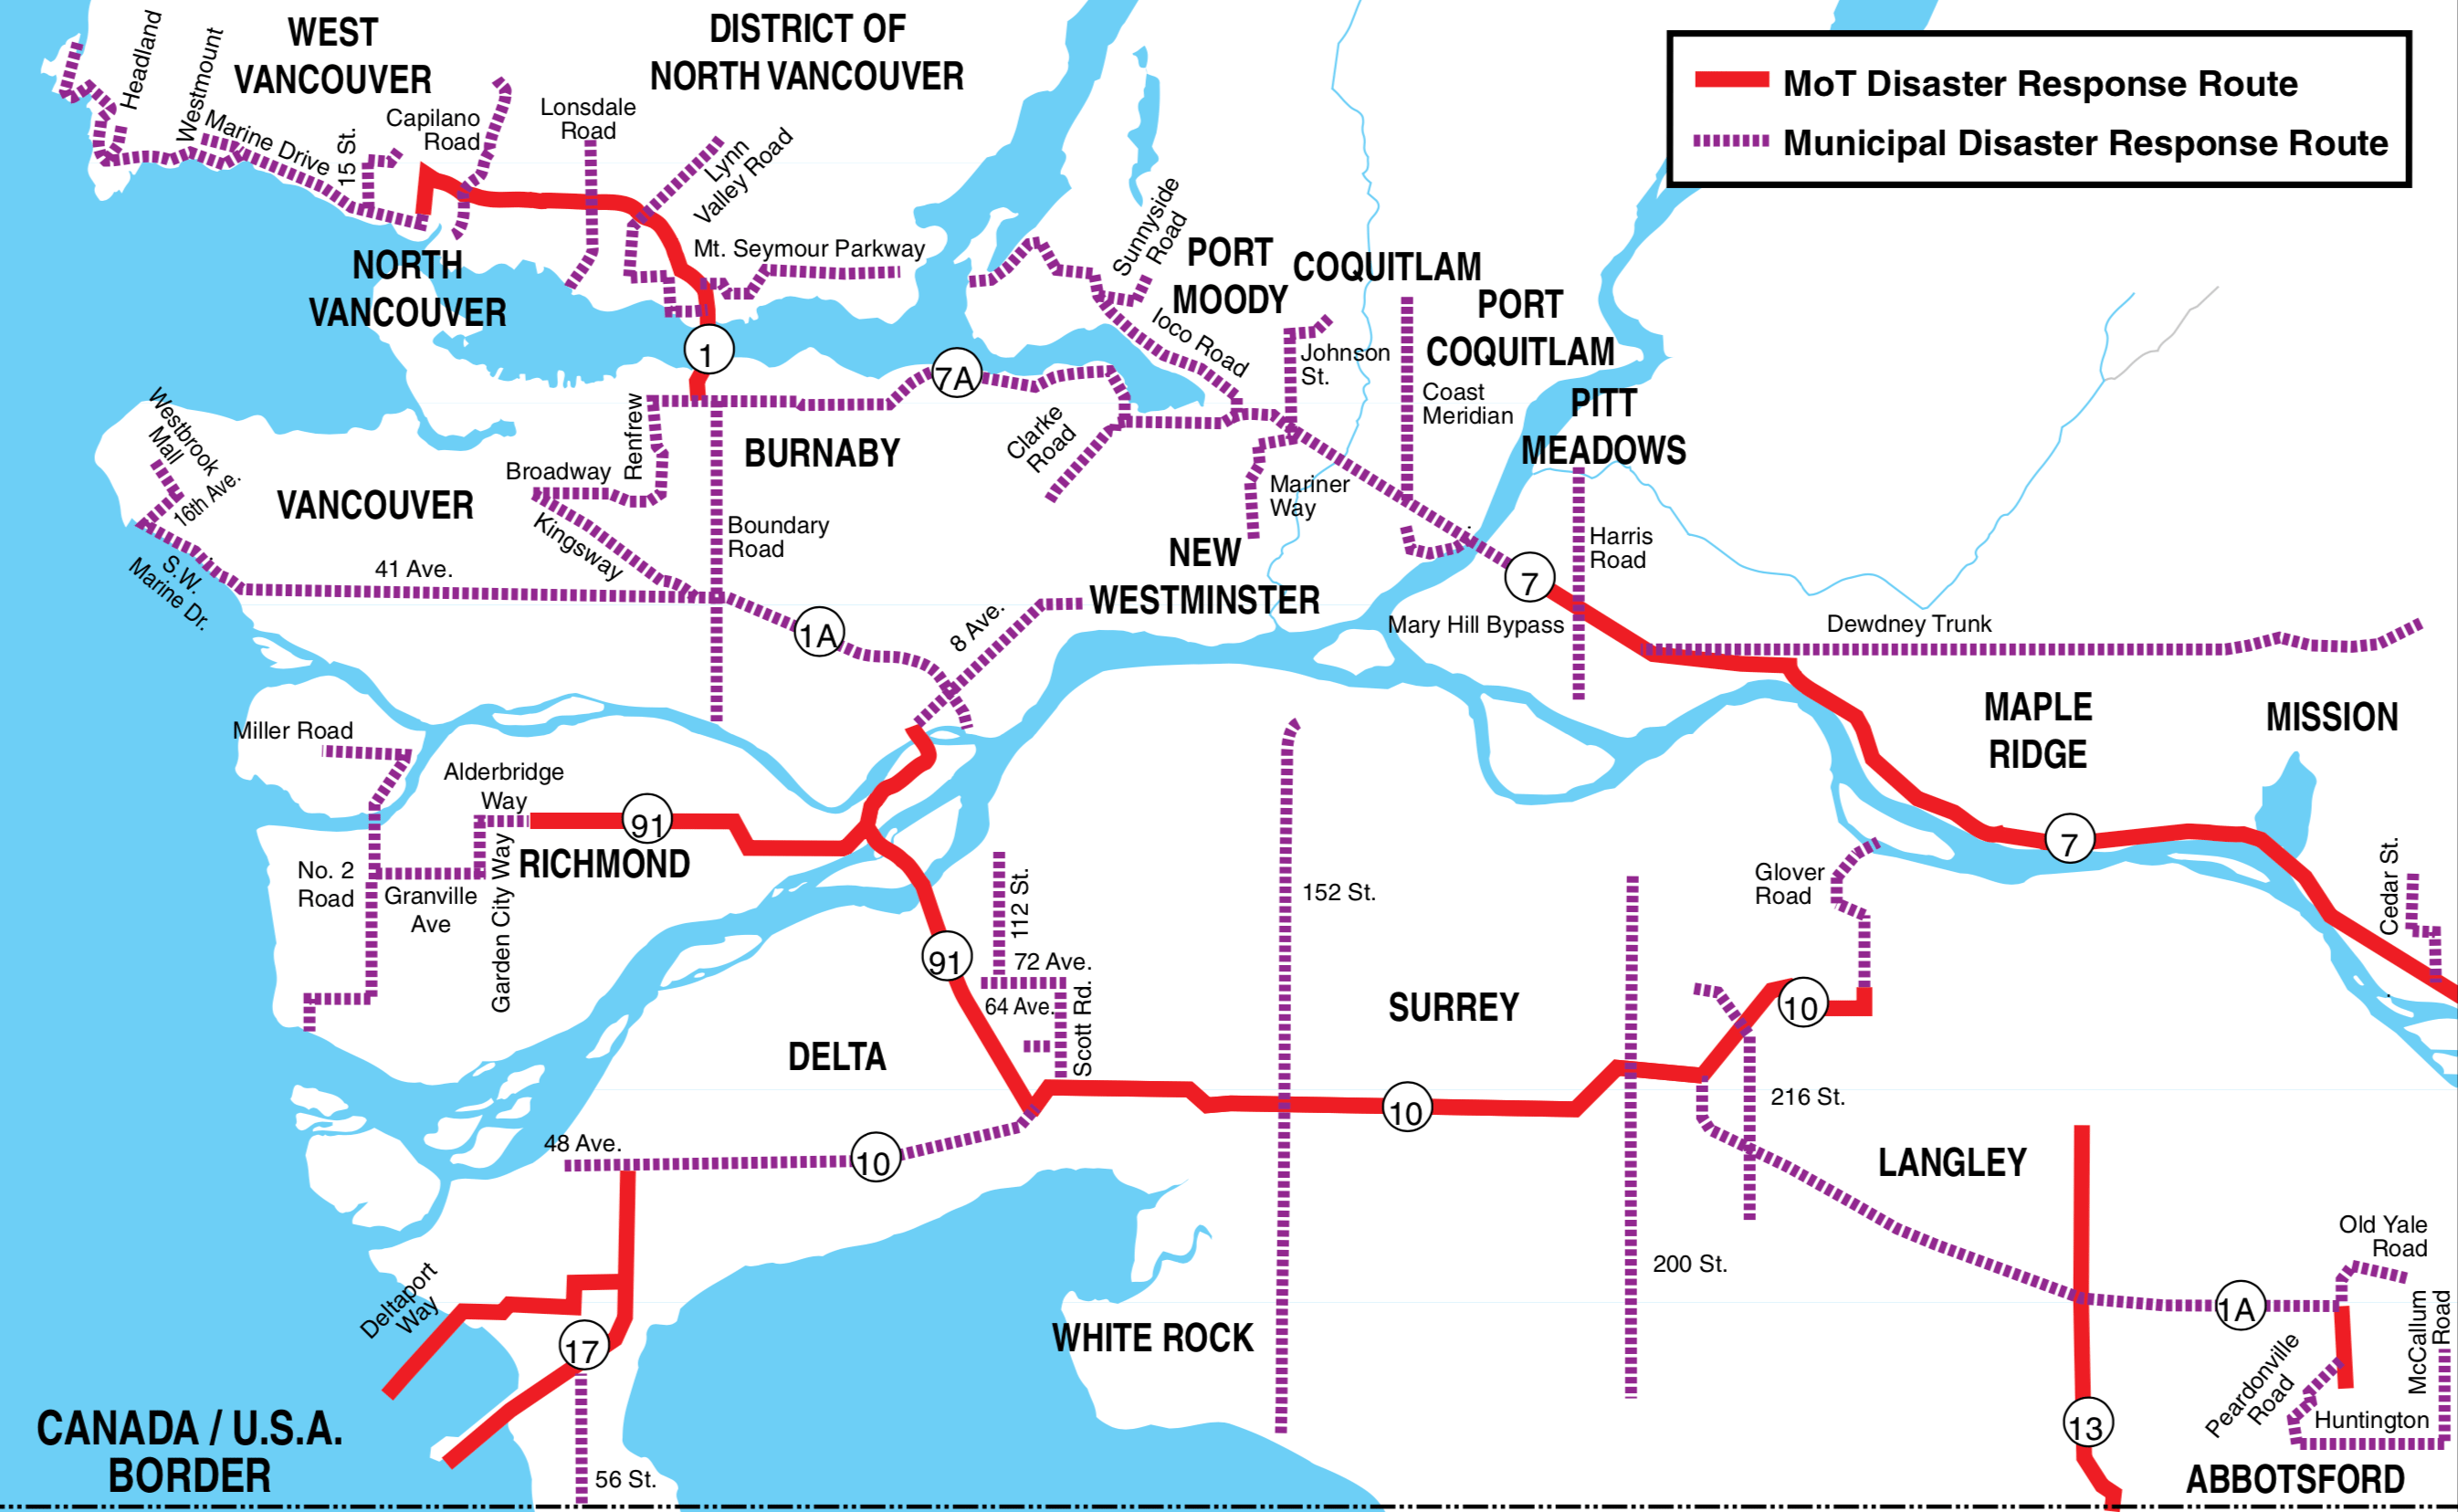 WEST
VANCOUVER
DISTRICT OF
NORTH VANCOUVER
MoT Disaster Response Route
Municipal Disaster Response Route
Headland
Westmount
Marine Drive
15 St.
Capilano
Road
Lonsdale
Road
Lynn
Valley Road
Mt. Seymour Parkway
NORTH
VANCOUVER
Sunnyside
Road
PORT
MOODY
COQUITLAM
PORT
COQUITLAM
PITT
MEADOWS
Ioco Road
Johnson
St.
Coast
Meridian
1
7A
Westbrook
Mall
16th Ave.
ve.
VANCOUVER
Broadway
Renfrew
BURNABY
Clarke
Road
Mariner
Way
Kingsway
Boundary
Road
NEW
WESTMINSTER
Harris
Road
7
S.W.
Marine Dr.
41 Ave.
1A
8 Ave.
Mary Hill Bypass
Dewdney Trunk
MAPLE
RIDGE
MISSION
Miller Road
Alderbridge
Way
91
RICHMOND
No. 2
Road
Granville
Ave
Garden City Way
7
Cedar St.
Glover
Road
112 St.
152 St.
91
72 Ave.
64 Ave.
Scott Rd.
SURREY
10
DELTA
10
216 St.
48 Ave.
10
LANGLEY
Old Yale
Road
200 St.
Deltaport
Way
17
WHITE ROCK
1A
Peardonville
Road
McCallum
Road
Huntington
13
CANADA / U.S.A.
BORDER
56 St.
ABBOTSFORD